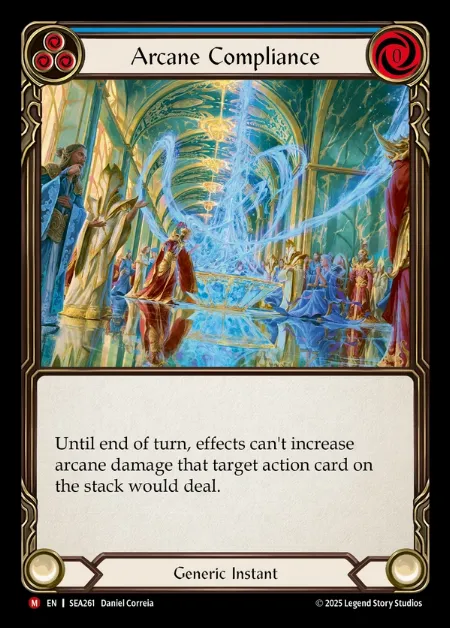 Arcane Compliance
0
Until end of turn, effects can't increase
arcane damage that target action card on
the stack would deal.
Generic Instant
M EN | SEA261 Daniel Correia
© 2025 Legend Story Studios